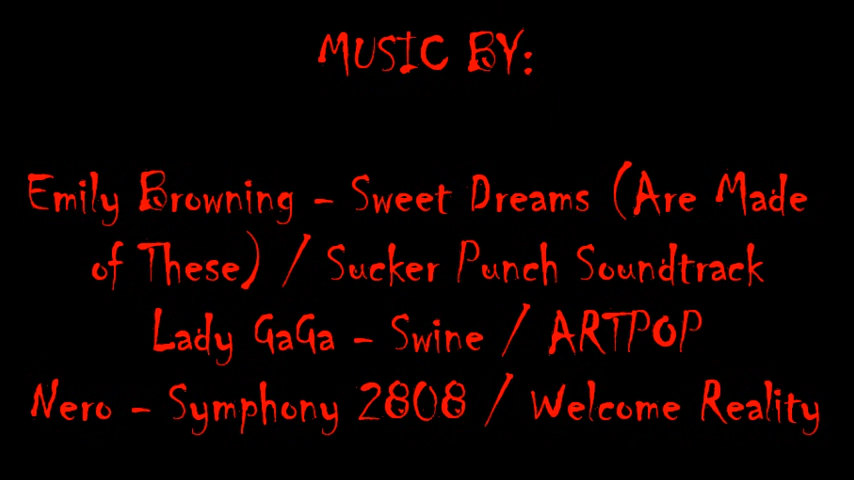 MUSIC BY:
Emily Browning - Sweet Dreams (Are Made
of These) / Sucker Punch Soundtrack
Lady GaGa - Swine / ARTPOP
Nero - Symphony 2808 / Welcome Reality